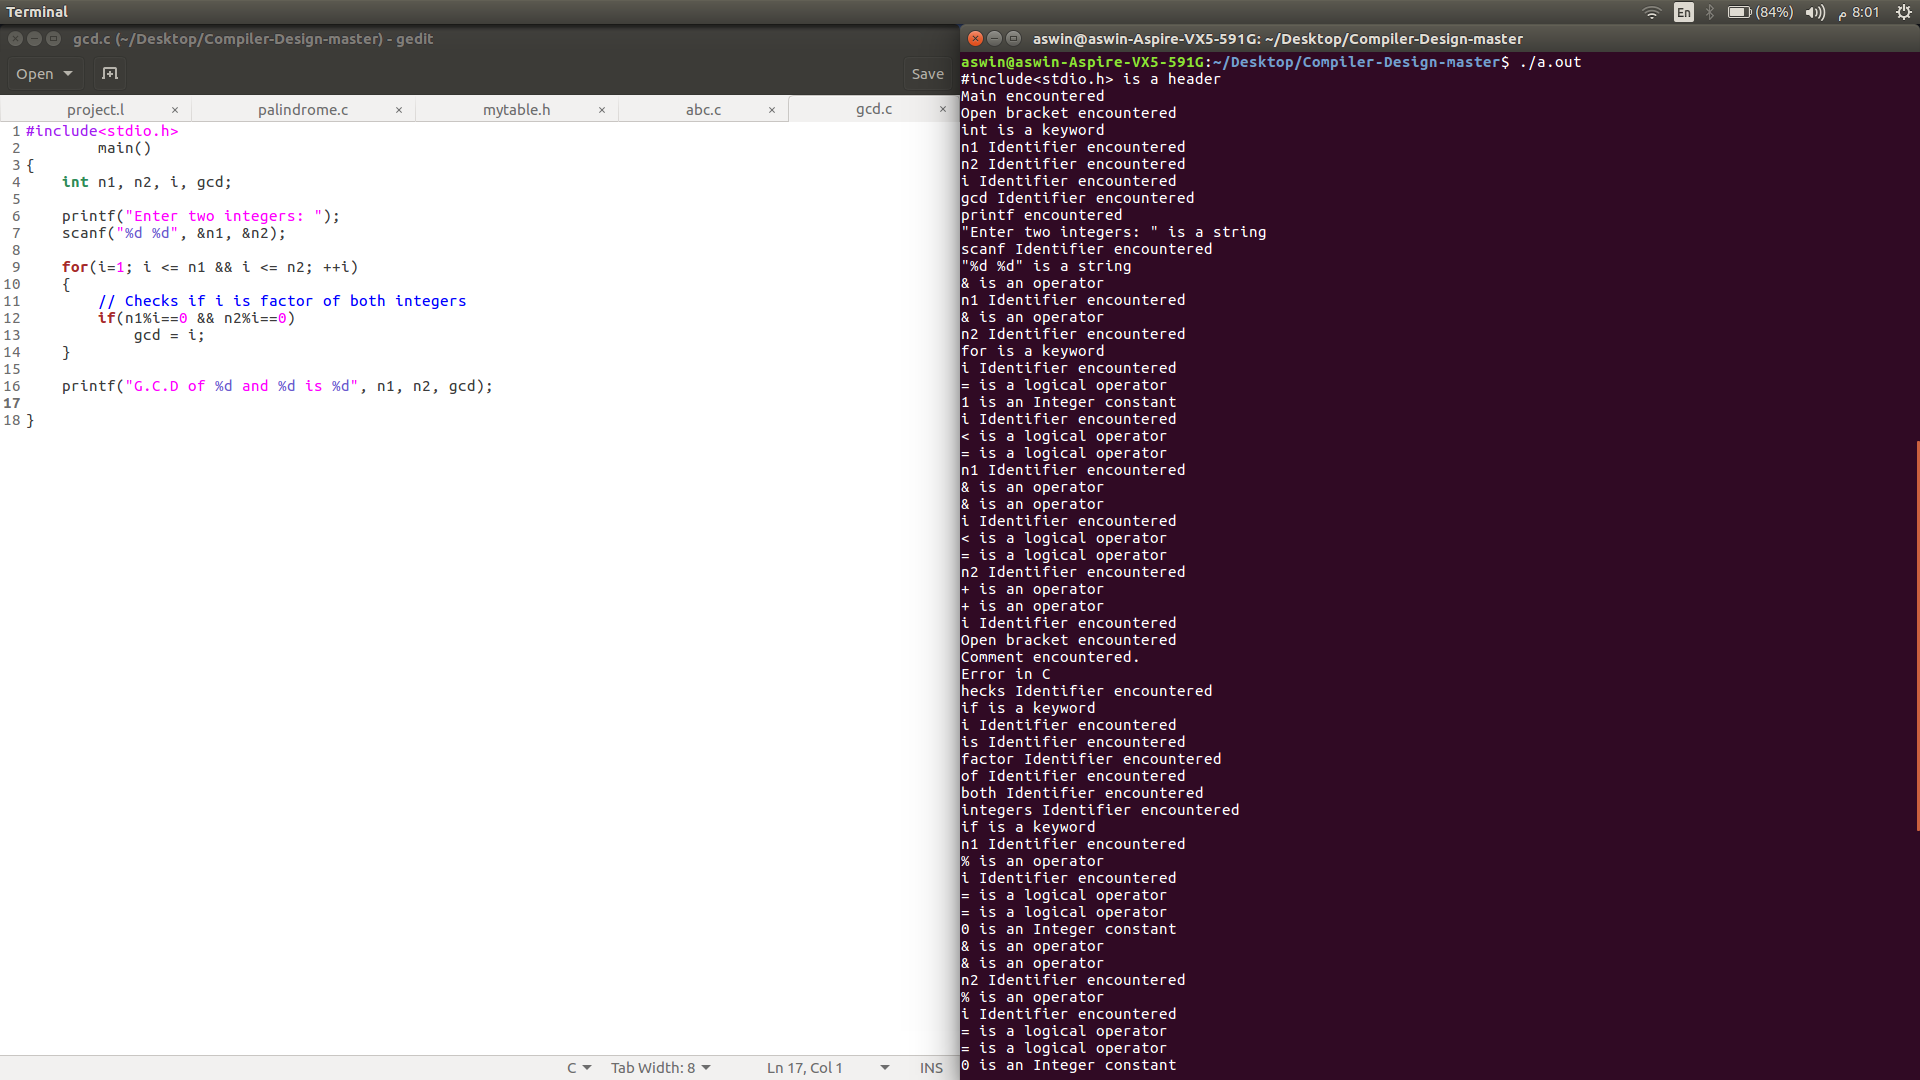 Terminal
En (84%) م 8:01
gcd.c (~/Desktop/Compiler-Design-master) - gedit
Open Save
project.l × palindrome.c × mytable.h × abc.c × gcd.c ×
1 #include<stdio.h>
2 main()
3 {
4 int n1, n2, i, gcd;
5
6 printf("Enter two integers: ");
7 scanf("%d %d", &n1, &n2);
8
9 for(i=1; i <= n1 && i <= n2; ++i)
10 {
11 // Checks if i is factor of both integers
12 if(n1%i==0 && n2%i==0)
13 gcd = i;
14 }
15
16 printf("G.C.D of %d and %d is %d", n1, n2, gcd);
17
18 }
C Tab Width: 8 Ln 17, Col 1 INS
aswin@aswin-Aspire-VX5-591G: ~/Desktop/Compiler-Design-master
aswin@aswin-Aspire-VX5-591G:~/Desktop/Compiler-Design-master$ ./a.out
#include<stdio.h> is a header
Main encountered
Open bracket encountered
int is a keyword
n1 Identifier encountered
n2 Identifier encountered
i Identifier encountered
gcd Identifier encountered
printf encountered
"Enter two integers: " is a string
scanf Identifier encountered
"%d %d" is a string
& is an operator
n1 Identifier encountered
& is an operator
n2 Identifier encountered
for is a keyword
i Identifier encountered
= is a logical operator
1 is an Integer constant
i Identifier encountered
< is a logical operator
= is a logical operator
n1 Identifier encountered
& is an operator
& is an operator
i Identifier encountered
< is a logical operator
= is a logical operator
n2 Identifier encountered
+ is an operator
+ is an operator
i Identifier encountered
Open bracket encountered
Comment encountered.
Error in C
hecks Identifier encountered
if is a keyword
i Identifier encountered
is Identifier encountered
factor Identifier encountered
of Identifier encountered
both Identifier encountered
integers Identifier encountered
if is a keyword
n1 Identifier encountered
% is an operator
i Identifier encountered
= is a logical operator
= is a logical operator
0 is an Integer constant
& is an operator
& is an operator
n2 Identifier encountered
% is an operator
i Identifier encountered
= is a logical operator
= is a logical operator
0 is an Integer constant